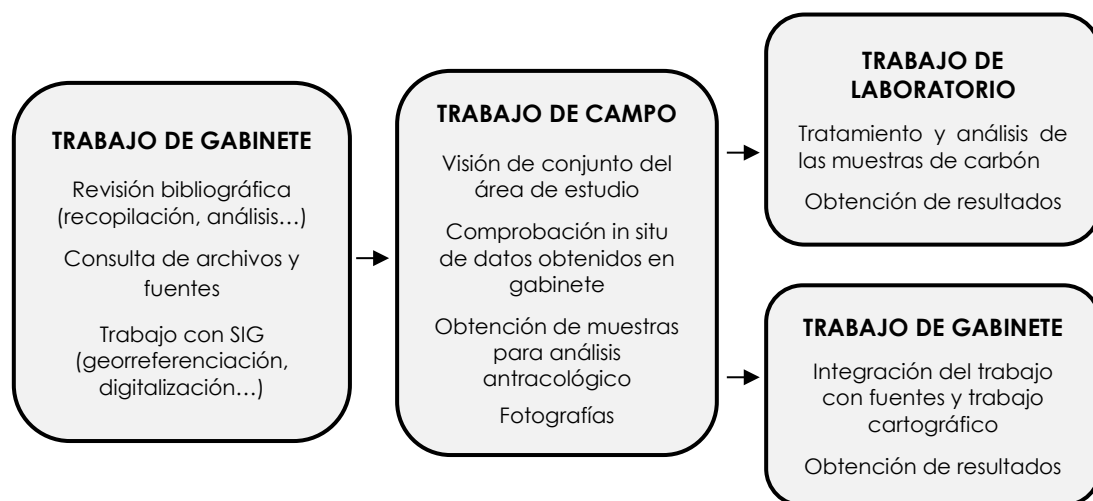 TRABAJO DE GABINETE
Revisión bibliográfica
(recopilación, análisis…)
Consulta de archivos y
fuentes
Trabajo con SIG
(georreferenciación,
digitalización…)
TRABAJO DE CAMPO
Visión de conjunto del
área de estudio
Comprobación in situ
de datos obtenidos en
gabinete
Obtención de muestras
para análisis
antracológico
Fotografías
TRABAJO DE
LABORATORIO
Tratamiento y análisis de
las muestras de carbón
Obtención de resultados
TRABAJO DE GABINETE
Integración del trabajo
con fuentes y trabajo
cartográfico
Obtención de resultados